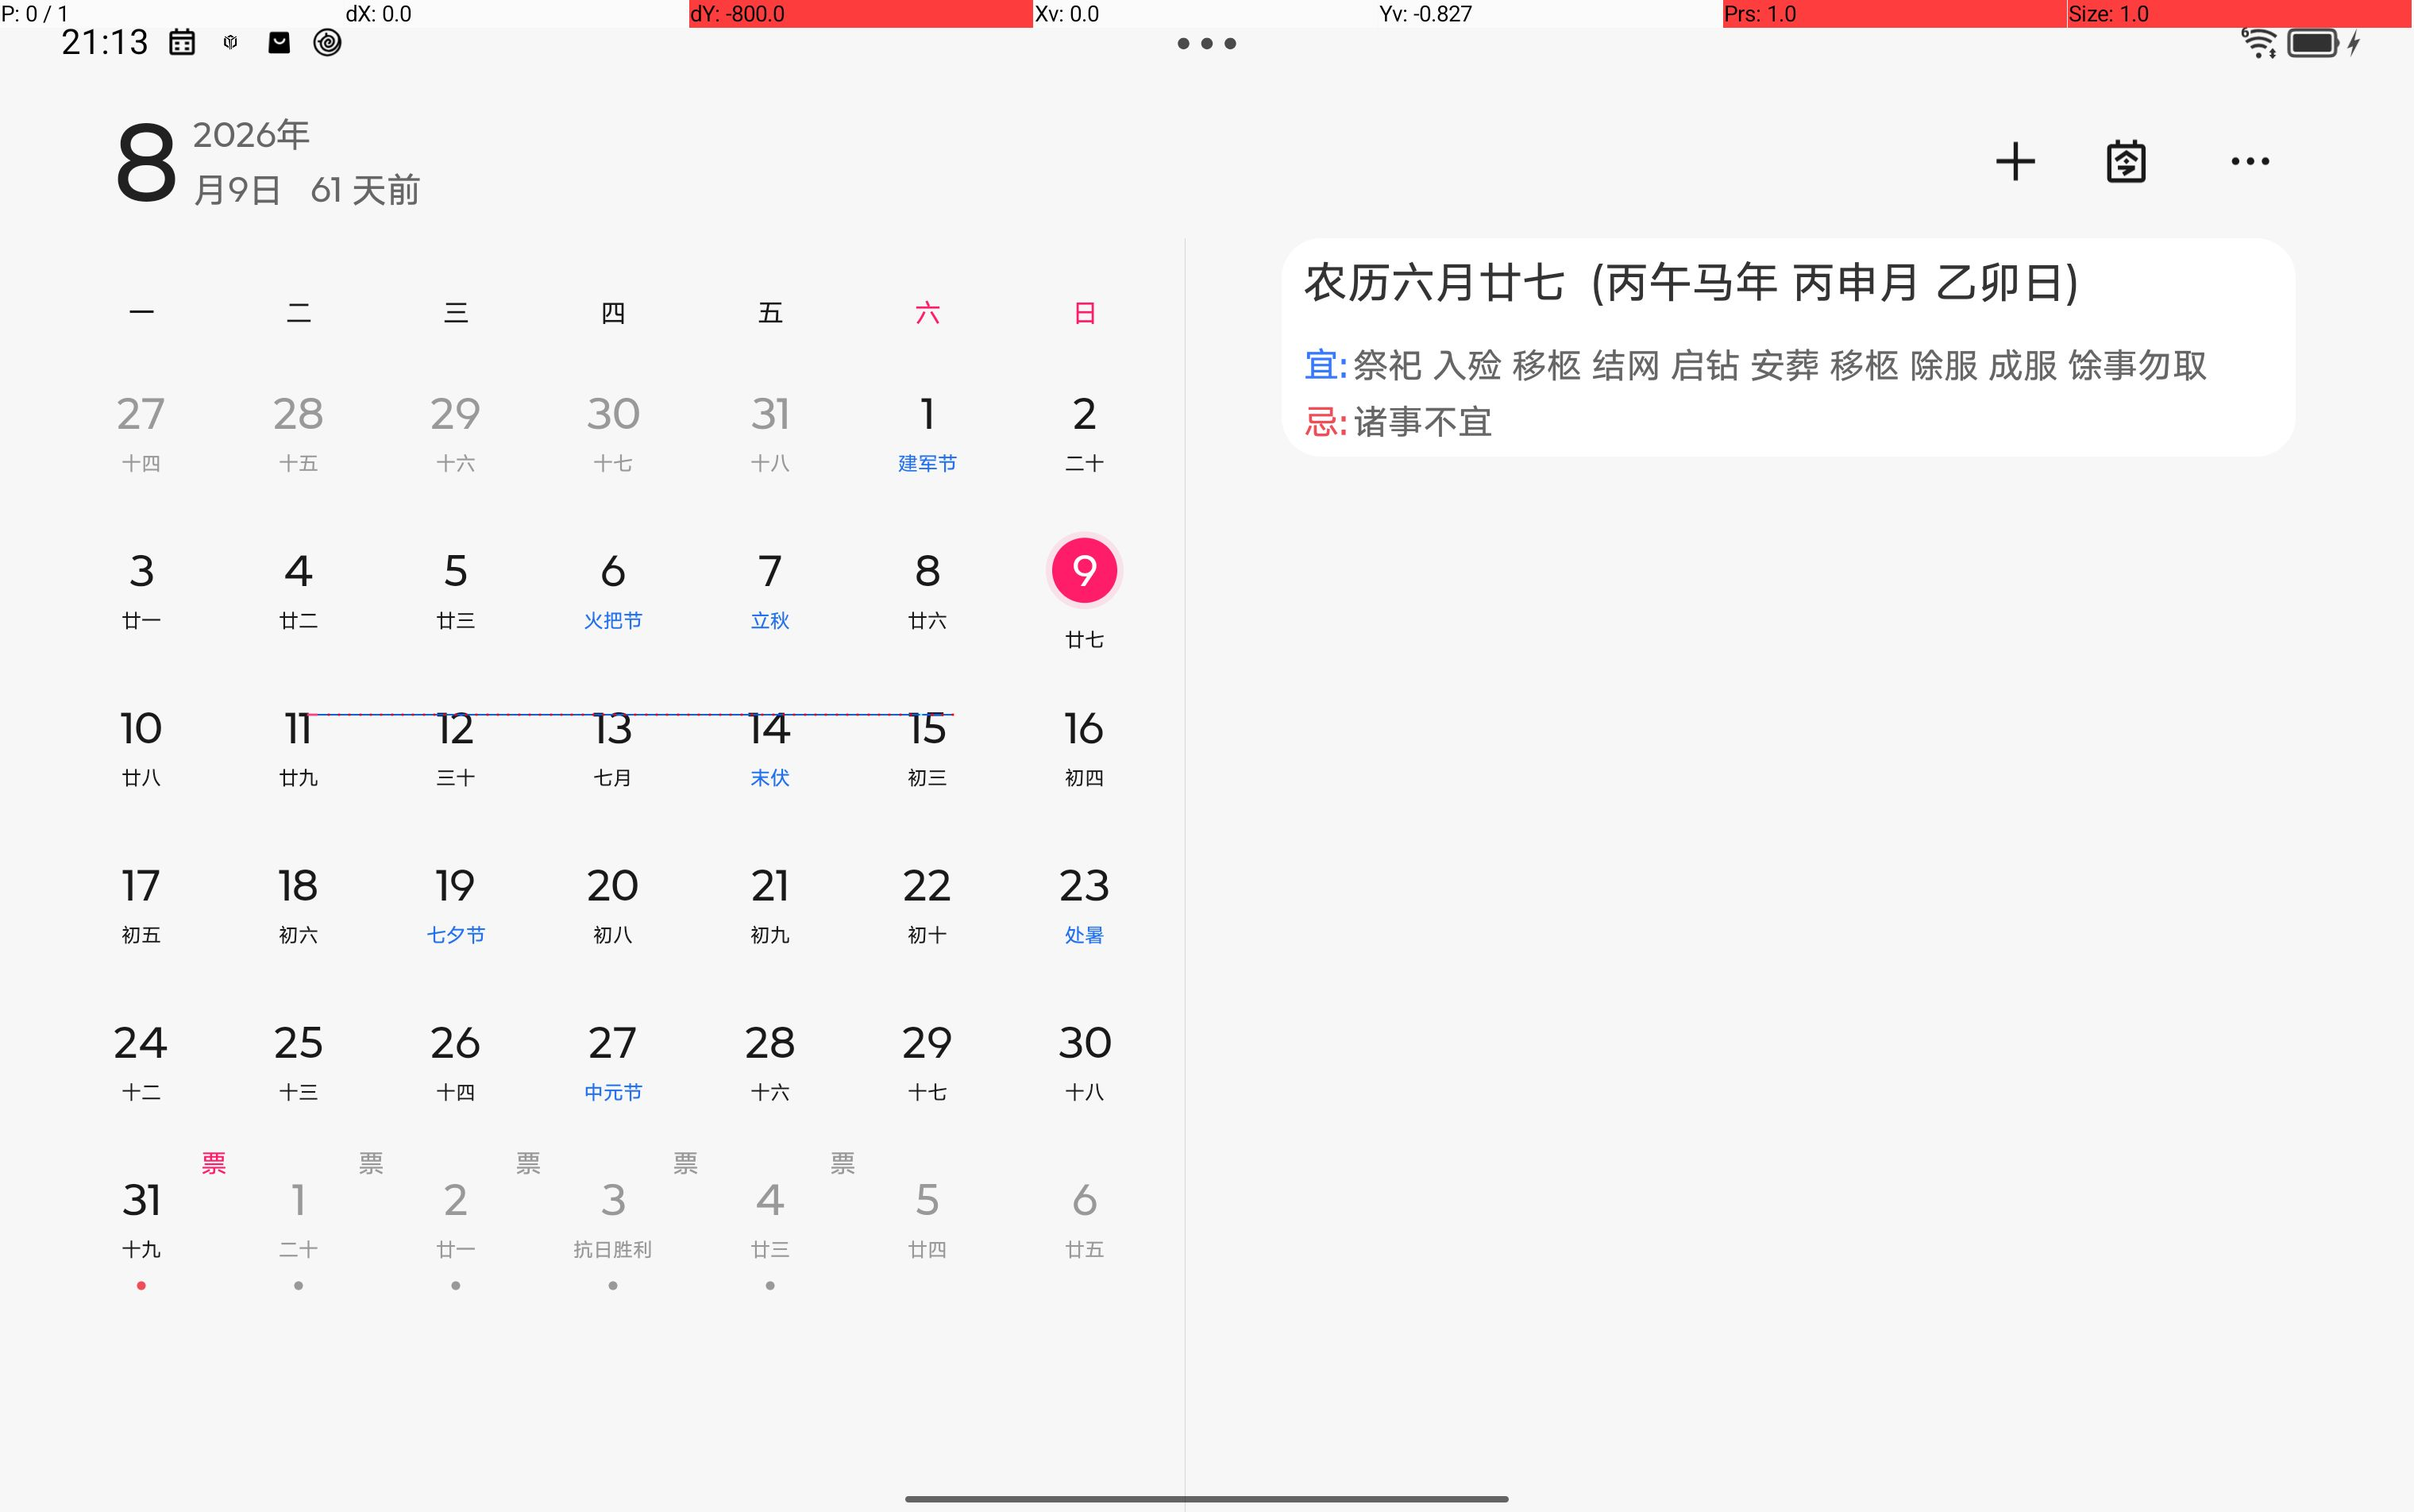 P: 0 / 1 dX: 0.0 dY: -800.0 Xv: 0.0 Yv: -0.827 Prs: 1.0 Size: 1.0
21:13
6
8 2026年
月9日 61 天前
一 二 三 四 五 六 日
27 28 29 30 31 1 2
十四 十五 十六 十七 十八 建军节 二十
3 4 5 6 7 8 9
廿一 廿二 廿三 火把节 立秋 廿六 廿七
10 11 12 13 14 15 16
廿八 廿九 三十 七月 末伏 初三 初四
17 18 19 20 21 22 23
初五 初六 七夕节 初八 初九 初十 处暑
24 25 26 27 28 29 30
十二 十三 十四 中元节 十六 十七 十八
票 票 票 票 票
31 1 2 3 4 5 6
十九 二十 廿一 抗日胜利 廿三 廿四 廿五
今
农历六月廿七 (丙午马年 丙申月 乙卯日)
宜: 祭祀 入殓 移柩 结网 启钻 安葬 移柩 除服 成服 馀事勿取
忌: 诸事不宜